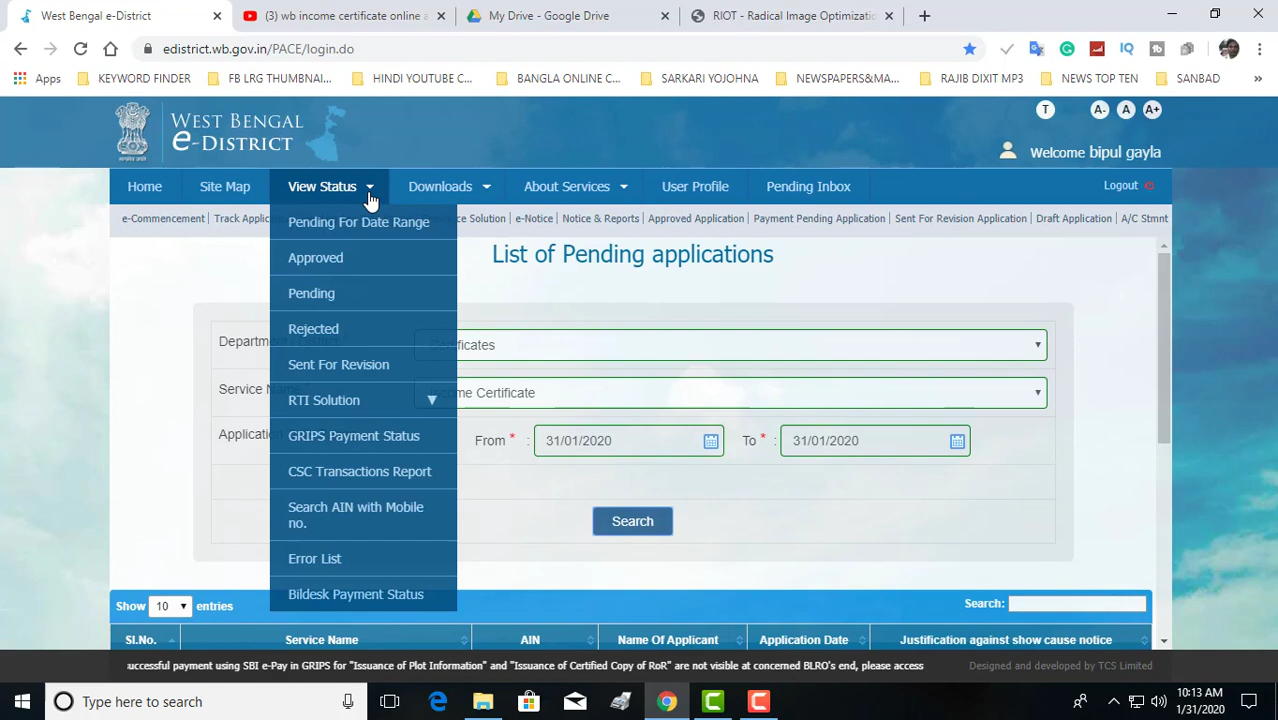 West Bengal e-District
(3) wb income certificate online a
My Drive - Google Drive
RIOT - Radical Image Optimizatio
edistrict.wb.gov.in/PACE/login.do
Apps
KEYWORD FINDER
FB LRG THUMBNAI...
HINDI YOUTUBE C...
BANGLA ONLINE C...
SARKARI YOJOHNA
NEWSPAPERS&MA...
RAJIB DIXIT MP3
NEWS TOP TEN
SANBAD
WEST BENGAL
e-DISTRICT
T A- A A+
Welcome bipul gayla
Home
Site Map
View Status
Downloads
About Services
User Profile
Pending Inbox
Logout
e-Commencement | Track Applic
Solution | e-Notice | Notice & Reports | Approved Application | Payment Pending Application | Sent For Revision Application | Draft Application | A/C Stmnt
Pending For Date Range
Approved
Pending
Rejected
Sent For Revision
RTI Solution
GRIPS Payment Status
CSC Transactions Report
Search AIN with Mobile
no.
Error List
Bildesk Payment Status
List of Pending applications
Department
Certificates
Service Name
Income Certificate
Application
From * : 31/01/2020
To * : 31/01/2020
Search
Show 10 entries
Search:
Sl.No.
Service Name
AIN
Name Of Applicant
Application Date
Justification against show cause notice
successful payment using SBI e-Pay in GRIPS for "Issuance of Plot Information" and "Issuance of Certified Copy of RoR" are not visible at concerned BLRO's end, please access
Designed and developed by TCS Limited
Type here to search
10:13 AM
1/31/2020